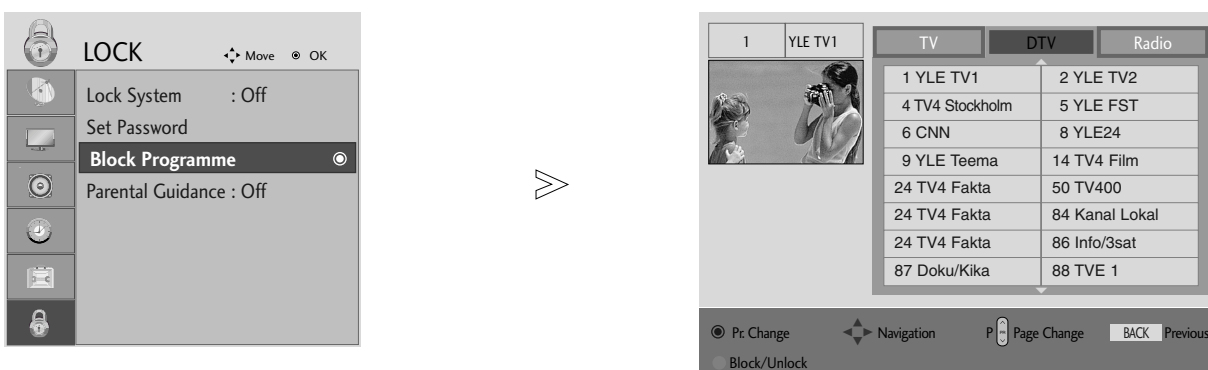 LOCK Move OK
Lock System : Off
Set Password
Block Programme
Parental Guidance : Off
1 YLE TV1
TV DTV Radio
1 YLE TV1 2 YLE TV2
4 TV4 Stockholm 5 YLE FST
6 CNN 8 YLE24
9 YLE Teema 14 TV4 Film
24 TV4 Fakta 50 TV400
24 TV4 Fakta 84 Kanal Lokal
24 TV4 Fakta 86 Info/3sat
87 Doku/Kika 88 TVE 1
Pr. Change Navigation P Page Change BACK Previous
Block/Unlock